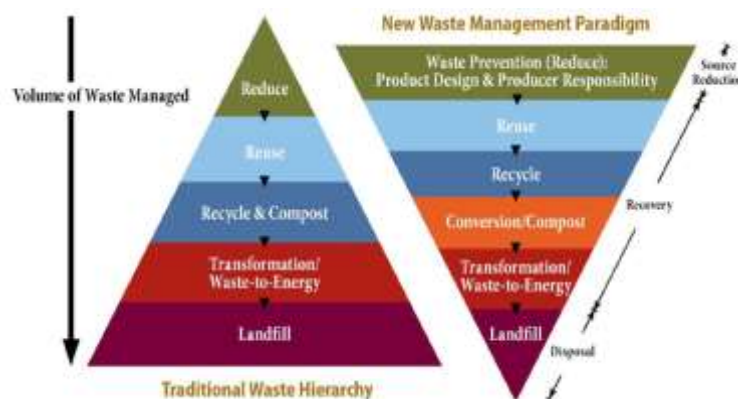 New Waste Management Paradigm
Volume of Waste Managed
Reduce
Reuse
Recycle & Compost
Transformation/
Waste-to-Energy
Landfill
Traditional Waste Hierarchy
Waste Prevention (Reduce):
Product Design & Producer Responsibility
Reuse
Recycle
Conversion/Compost
Transformation/
Waste-to-Energy
Landfill
Source
Reduction
Recovery
Disposal